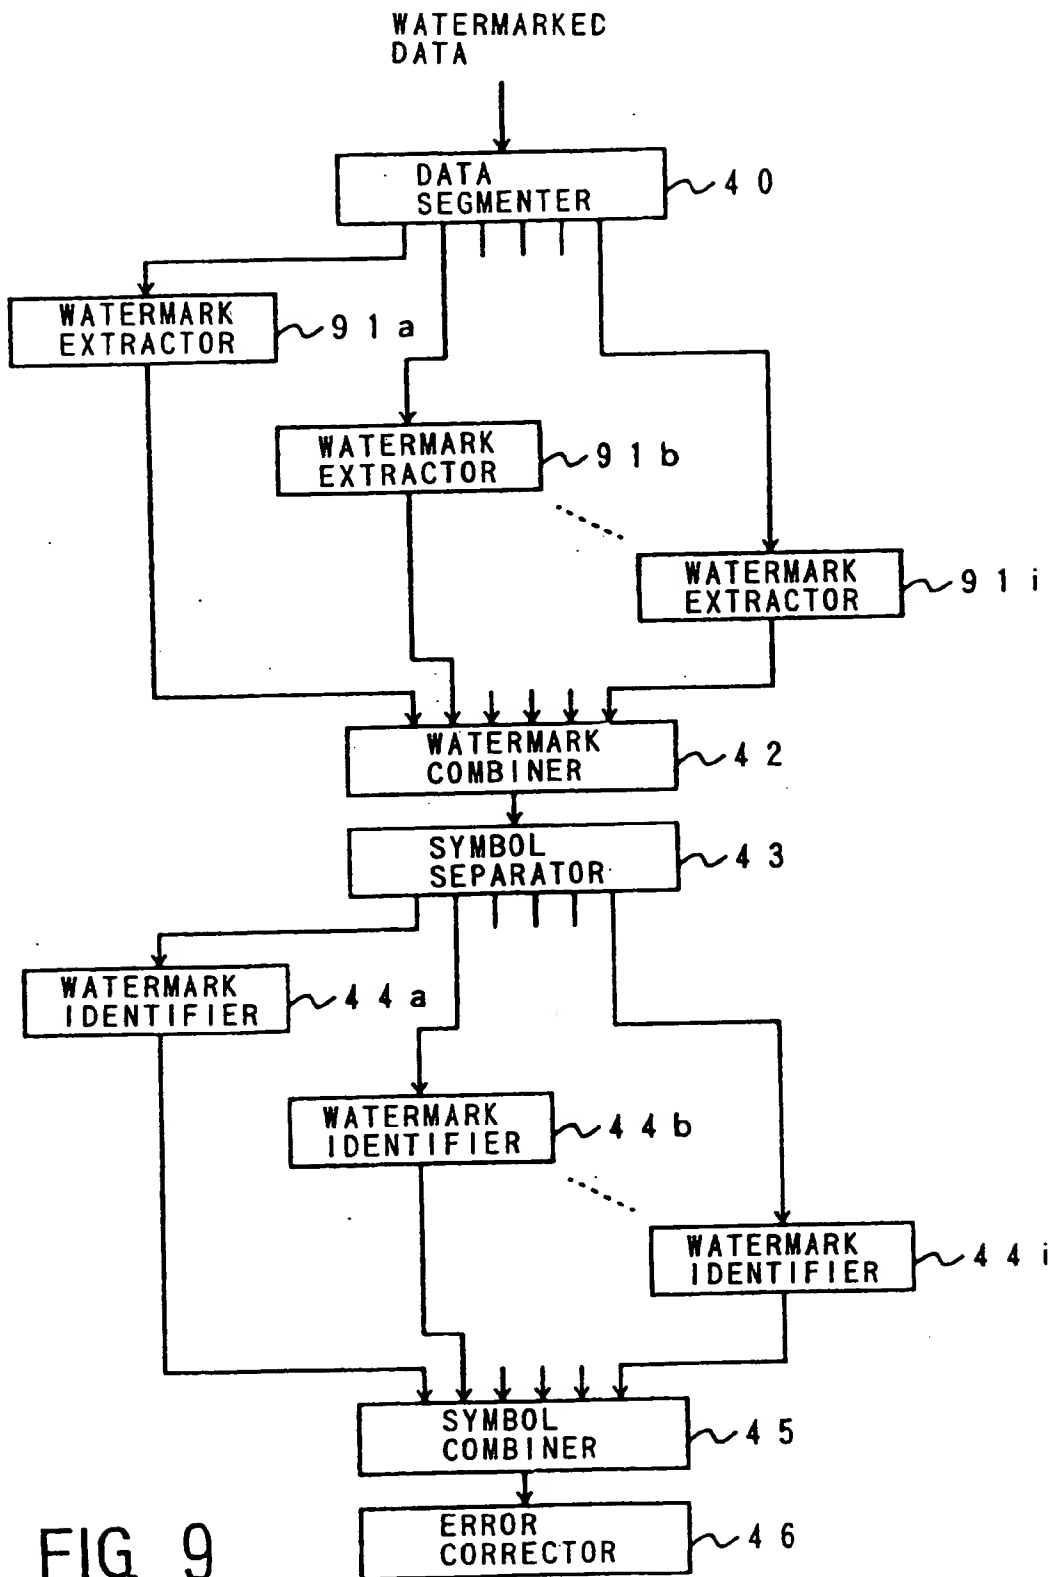 WATERMARKED
DATA
DATA
SEGMENTER
40
WATERMARK
EXTRACTOR
91a
WATERMARK
EXTRACTOR
91b
WATERMARK
EXTRACTOR
91i
WATERMARK
COMBINER
42
SYMBOL
SEPARATOR
43
WATERMARK
IDENTIFIER
44a
WATERMARK
IDENTIFIER
44b
WATERMARK
IDENTIFIER
44i
SYMBOL
COMBINER
45
ERROR
CORRECTOR
46
FIG 9